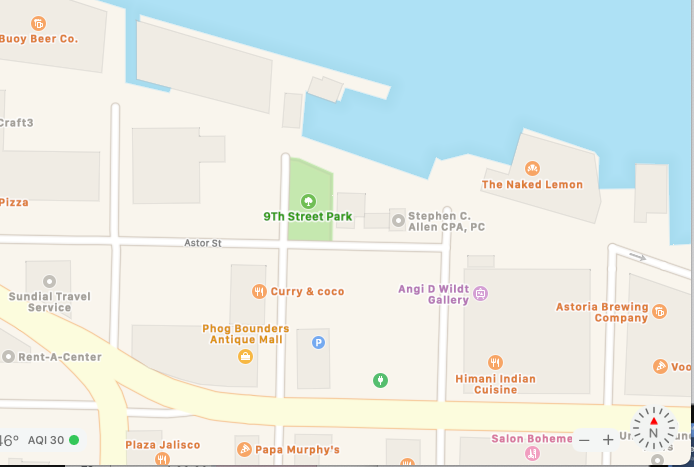 Buoy Beer Co.
Craft3
The Naked Lemon
Pizza
9Th Street Park
Stephen C.
Allen CPA, PC
Astor St
Sundial Travel
Service
Curry & coco
Angi D Wildt
Gallery
Astoria Brewing
Company
Phog Bounders
Antique Mall
P
Rent-A-Center
Himani Indian
Cuisine
Voo
46° AQI 30
Plaza Jalisco
Papa Murphy's
Salon Boheme
− +
N